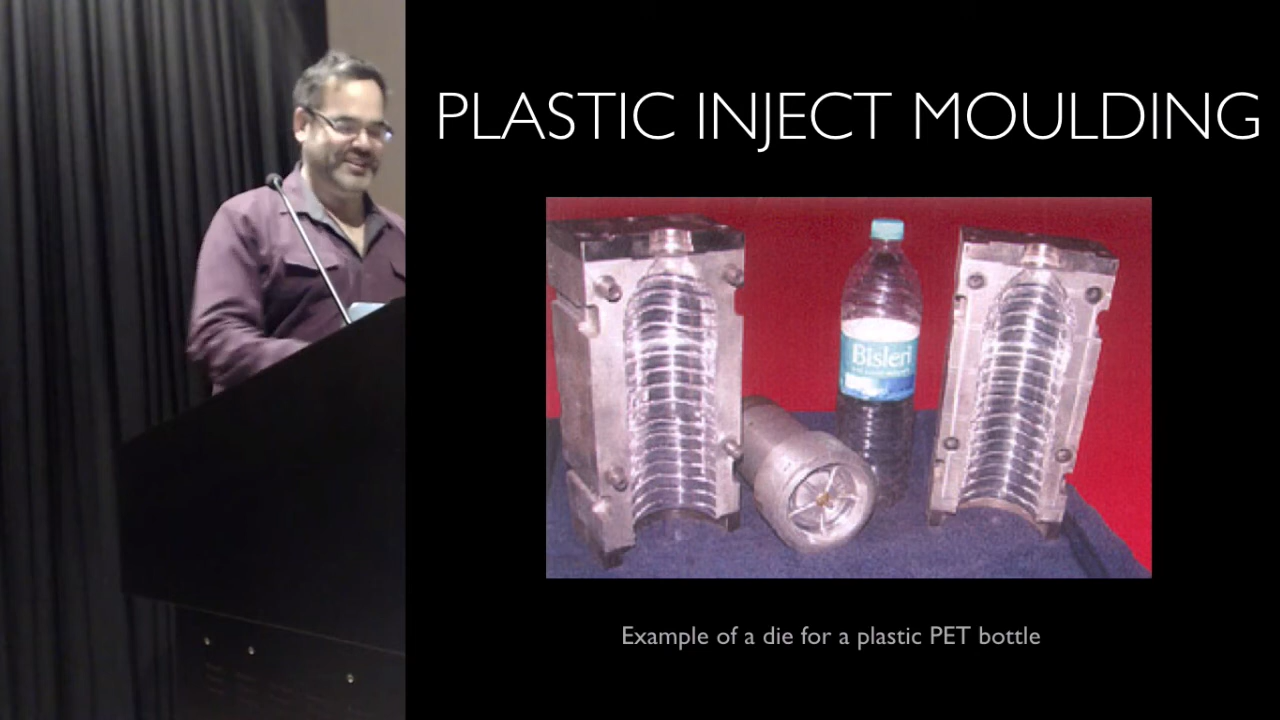 PLASTIC INJECT MOULDING
Bisleri
Example of a die for a plastic PET bottle